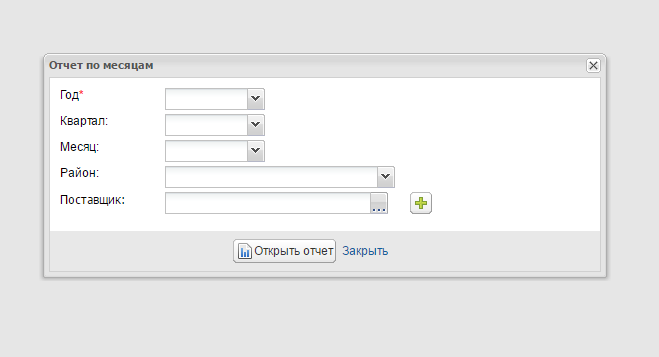 Отчет по месяцам
Год*
Квартал:
Месяц:
Район:
Поставщик:
...
Открыть отчет Закрыть